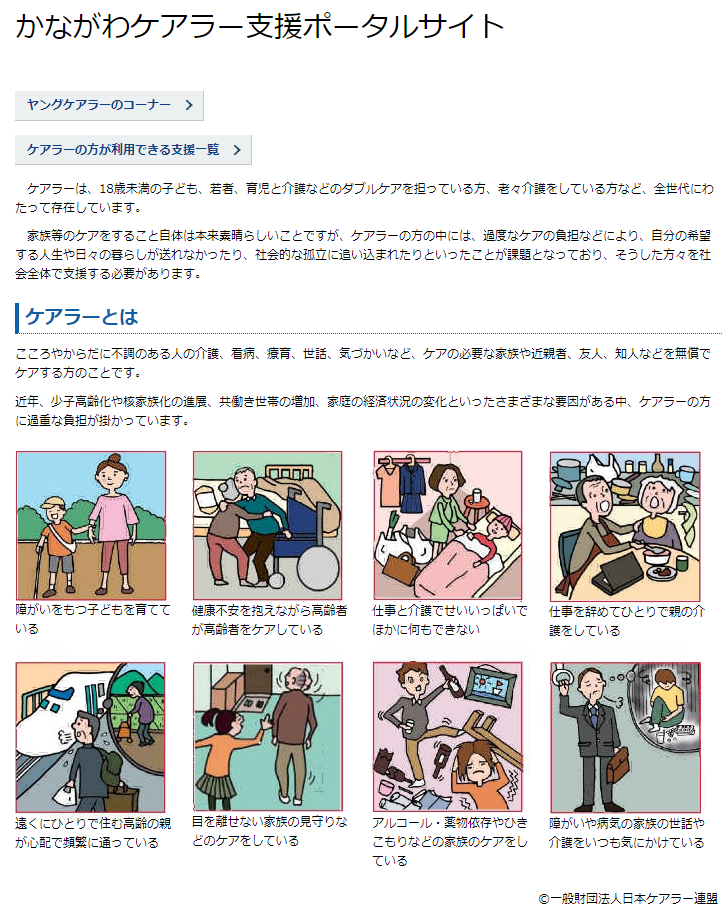 かながわケアラー支援ポータルサイト
ヤングケアラーのコーナー
ケアラーの方が利用できる支援一覧
ケアラーは、18歳未満の子ども、若者、育児と介護などのダブルケアを担っている方、老々介護をしている方など、全世代にわ
たって存在しています。
家族等のケアをすること自体は本来素晴らしいことですが、ケアラーの方の中には、過度なケアの負担などにより、自分の希望
する人生や日々の暮らしが送れなかったり、社会的な孤立に追い込まれたりといったことが課題となっており、そうした方々を社
会全体で支援する必要があります。
ケアラーとは
こころやからだに不調のある人の介護、看病、療育、世話、気づかいなど、ケアの必要な家族や近親者、友人、知人などを無償で
ケアする方のことです。
近年、少子高齢化や核家族化の進展、共働き世帯の増加、家庭の経済状況の変化といったさまざまな要因がある中、ケアラーの方
に過重な負担が掛かっています。
障がいをもつ子どもを育てて
いる
健康不安を抱えながら高齢者
が高齢者をケアしている
仕事と介護でせいいっぱいで
ほかに何もできない
仕事を辞めてひとりで親の介
護をしている
遠くにひとりで住む高齢の親
が心配で頻繁に通っている
目を離せない家族の見守りな
どのケアをしている
アルコール・薬物依存やひき
こもりなどの家族のケアをし
ている
障がいや病気の家族の世話や
介護をいつも気にかけている
©一般財団法人日本ケアラー連盟